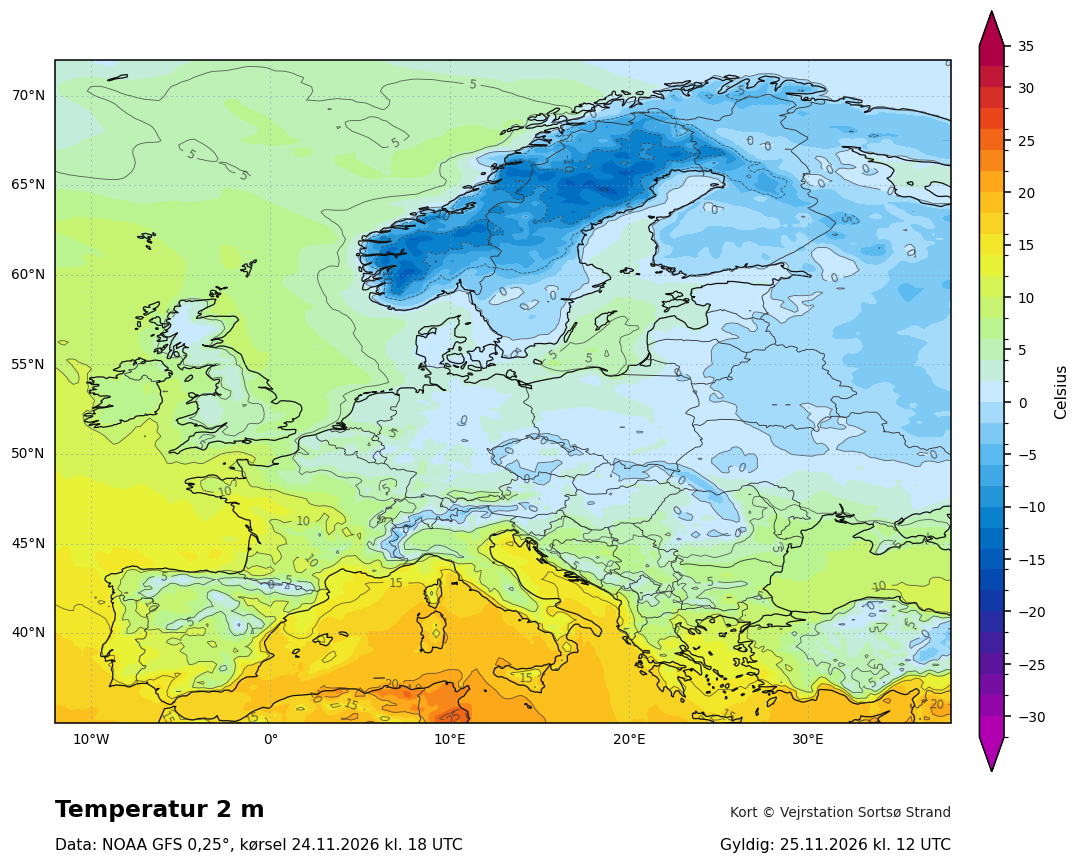 35
30
25
20
15
10
5
0
−5
−10
−15
−20
−25
−30
Celsius
70°N
65°N
60°N
55°N
50°N
45°N
40°N
10°W 0° 10°E 20°E 30°E
Temperatur 2 m
Kort © Vejrstation Sortsø Strand
Data: NOAA GFS 0,25°, kørsel 24.11.2026 kl. 18 UTC
Gyldig: 25.11.2026 kl. 12 UTC